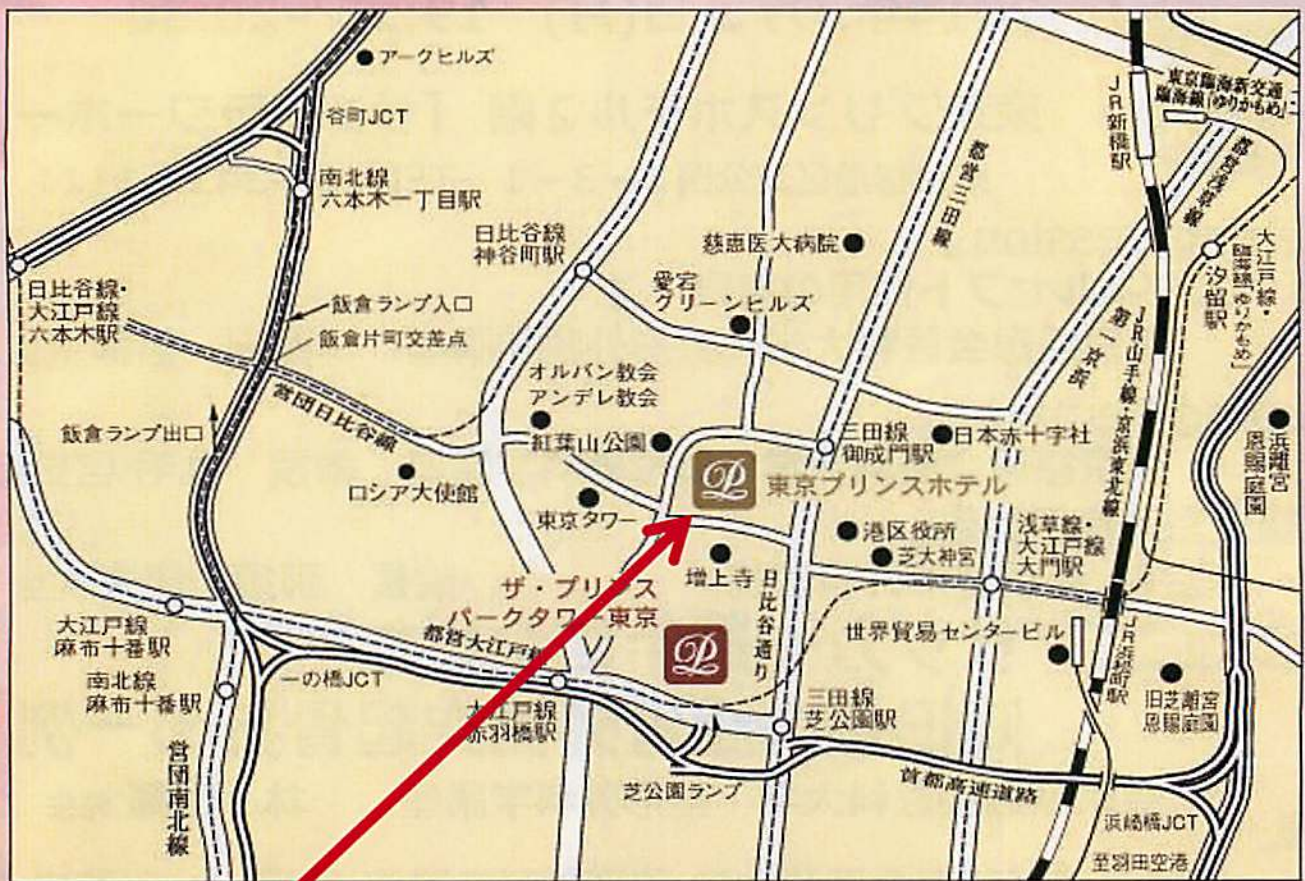 アークヒルズ
谷町JCT
南北線
六本木一丁目駅
日比谷線・
大江戸線
六本木駅
飯倉ランプ入口
飯倉片町交差点
飯倉ランプ出口
営団日比谷線
ロシア大使館
日比谷線
神谷町駅
慈恵医大病院
愛宕
グリーンヒルズ
オルバン教会
アンデレ教会
紅葉山公園
東京タワー
都営三田線
JR新橋駅
東京臨海新交通
臨海線「ゆりかもめ」
都営浅草線
大江戸線・
臨海線「ゆりかもめ」
汐留駅
第一京浜
JR山手線・京浜東北線
浜離宮
恩賜庭園
三田線
御成門駅
日本赤十字社
P
東京プリンスホテル
港区役所
芝大神宮
浅草線・
大江戸線
大門駅
増上寺
日比谷通り
ザ・プリンス
パークタワー東京
P
世界貿易センタービル
JR浜松町駅
旧芝離宮
恩賜庭園
大江戸線
麻布十番駅
南北線
麻布十番駅
一の橋JCT
都営大江戸線
大江戸線
赤羽橋駅
三田線
芝公園駅
営団南北線
芝公園ランプ
首都高速道路
浜崎橋JCT
至羽田空港